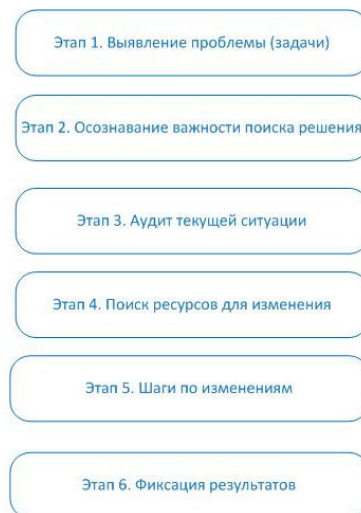 Этап 1. Выявление проблемы (задачи)
Этап 2. Осознавание важности поиска решения
Этап 3. Аудит текущей ситуации
Этап 4. Поиск ресурсов для изменения
Этап 5. Шаги по изменениям
Этап 6. Фиксация результатов